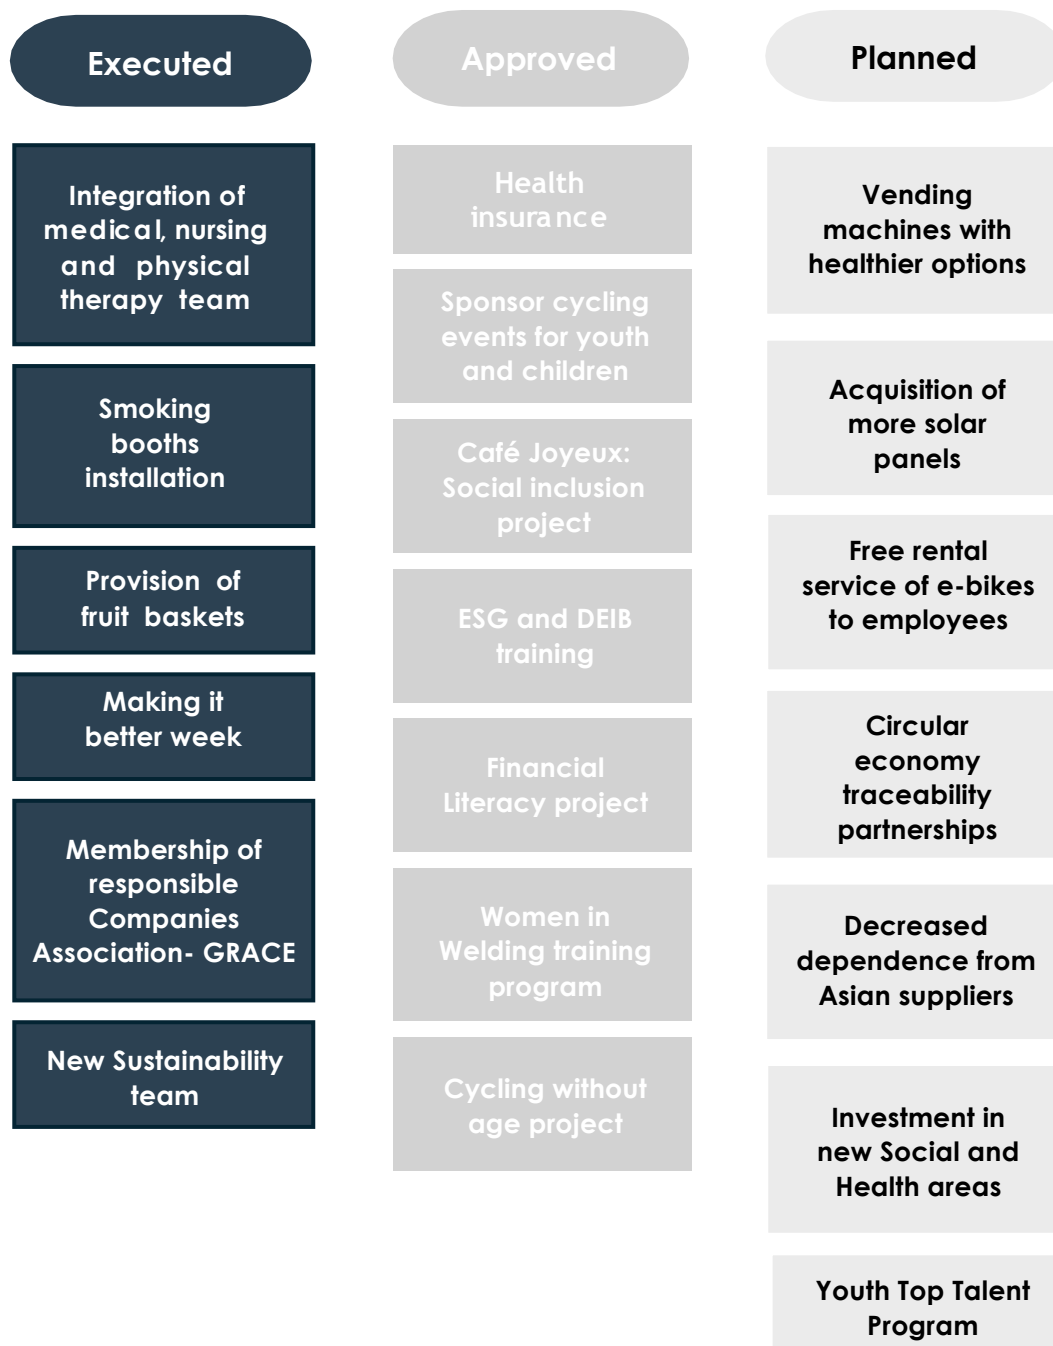 Executed
Integration of
medical, nursing
and physical
therapy team
Smoking
booths
installation
Provision of
fruit baskets
Making it
better week
Membership of
responsible
Companies
Association- GRACE
New Sustainability
team
Approved
Health
insurance
Sponsor cycling
events for youth
and children
Café Joyeux:
Social inclusion
project
ESG and DEIB
training
Financial
Literacy project
Women in
Welding training
program
Cycling without
age project
Planned
Vending
machines with
healthier options
Acquisition of
more solar
panels
Free rental
service of e-bikes
to employees
Circular
economy
traceability
partnerships
Decreased
dependence from
Asian suppliers
Investment in
new Social and
Health areas
Youth Top Talent
Program